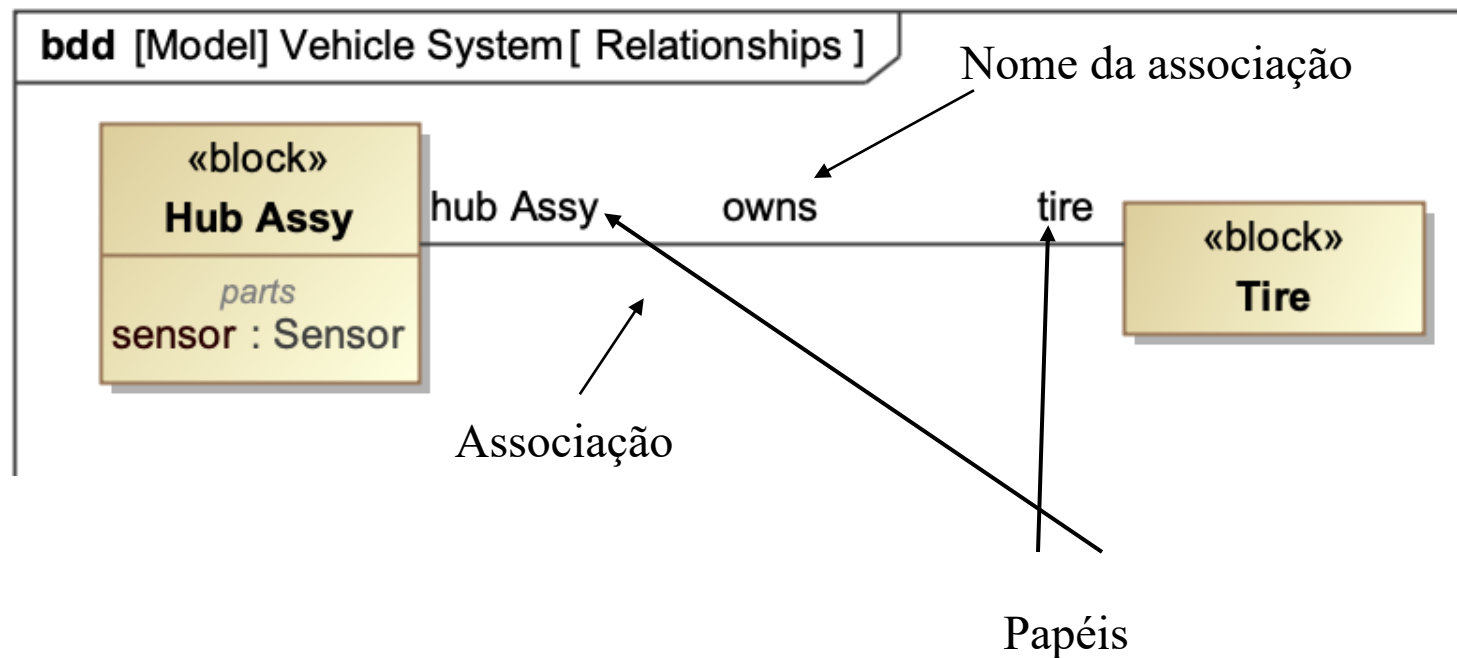 bdd [Model] Vehicle System[ Relationships ]
Nome da associação
«block»
Hub Assy
parts
sensor : Sensor
hub Assy owns tire
«block»
Tire
Associação
Papéis